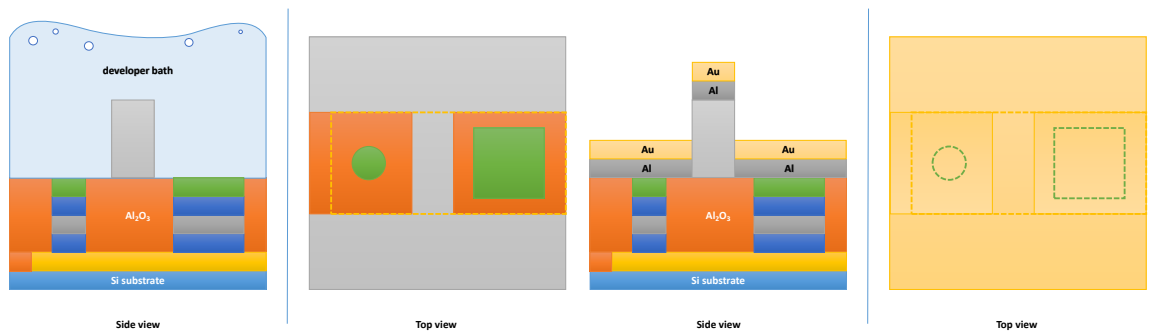 developer bath
Al₂O₃
Si substrate
Side view
Top view
Au
Al
Au
Au
Al
Al
Al₂O₃
Si substrate
Side view
Top view